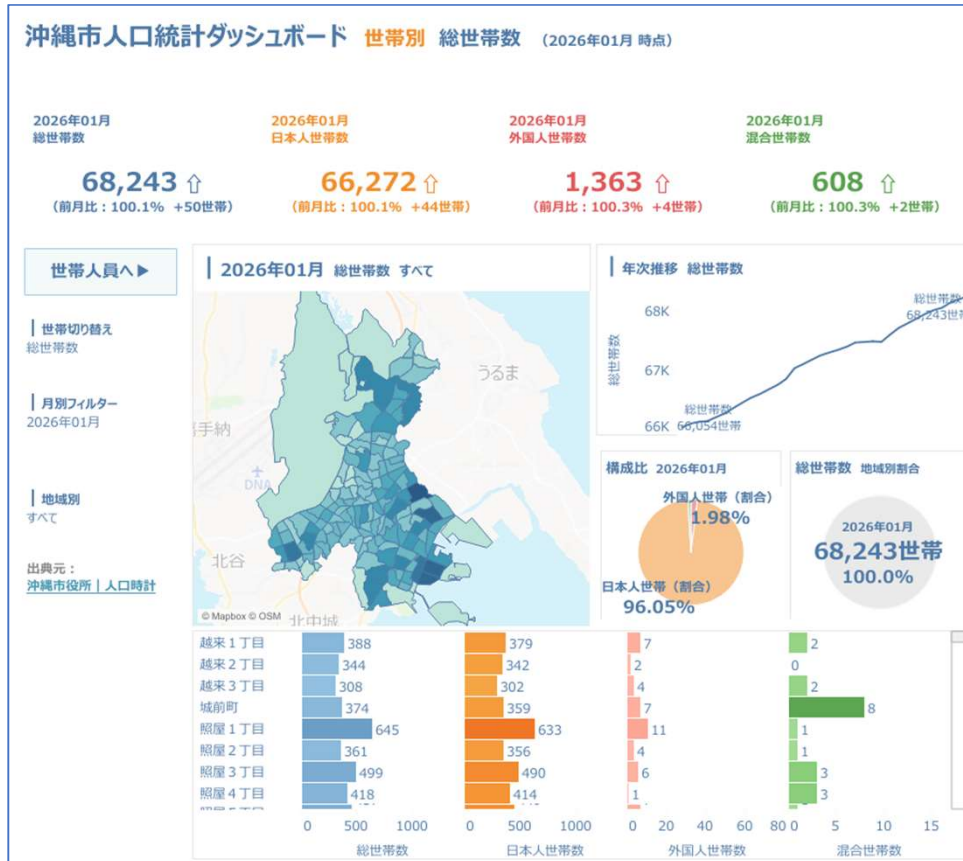 沖縄市人口統計ダッシュボード 世帯別 総世帯数 （2026年01月 時点）
2026年01月
総世帯数
68,243 ⇧
（前月比：100.1% +50世帯）
2026年01月
日本人世帯数
66,272 ⇧
（前月比：100.1% +44世帯）
2026年01月
外国人世帯数
1,363 ⇧
（前月比：100.3% +4世帯）
2026年01月
混合世帯数
608 ⇧
（前月比：100.3% +2世帯）
世帯人員へ▶
世帯切り替え
総世帯数
月別フィルター
2026年01月
地域別
すべて
出典元：
沖縄市役所 | 人口時計
2026年01月 総世帯数 すべて
うるま
手納
DNA
北谷
北中城
© Mapbox © OSM
年次推移 総世帯数
総世帯数
68K
67K
66K
総世帯数
68,243世帯
総世帯数
66,054世帯
構成比 2026年01月
外国人世帯（割合）
1.98%
日本人世帯（割合）
96.05%
総世帯数 地域別割合
2026年01月
68,243世帯
100.0%
越来１丁目 388 379 7 2
越来２丁目 344 342 2 0
越来３丁目 308 302 4 2
城前町 374 359 7 8
照屋１丁目 645 633 11 1
照屋２丁目 361 356 4 1
照屋３丁目 499 490 6 3
照屋４丁目 418 414 1 3
0 500 1000 0 500 1000 0 20 40 60 80 0 5 10 15
総世帯数 日本人世帯数 外国人世帯数 混合世帯数